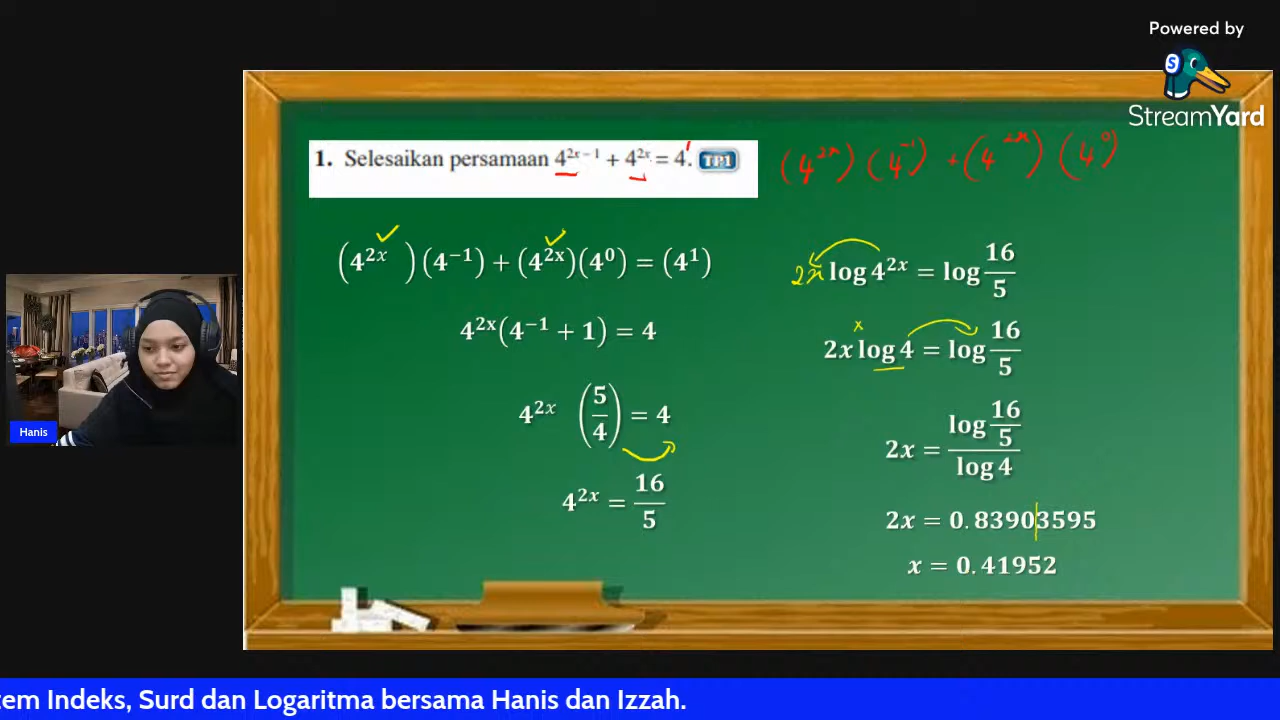 Powered by
S
StreamYard
1. Selesaikan persamaan 4^{2x-1} + 4^{2x} = 4^{1}. TP1
(4^{2x}) (4^{-1}) + (4^{2x}) (4^{0})
(4^{2x})(4^{-1}) + (4^{2x})(4^{0}) = (4^{1})
4^{2x}(4^{-1} + 1) = 4
4^{2x} (5/4) = 4
4^{2x} = 16/5
2x log 4^{2x} = log 16/5
x
2x log 4 = log 16/5
2x = log 16/5 / log 4
2x = 0.83903595
x = 0.41952
Hanis
tem Indeks, Surd dan Logaritma bersama Hanis dan Izzah.